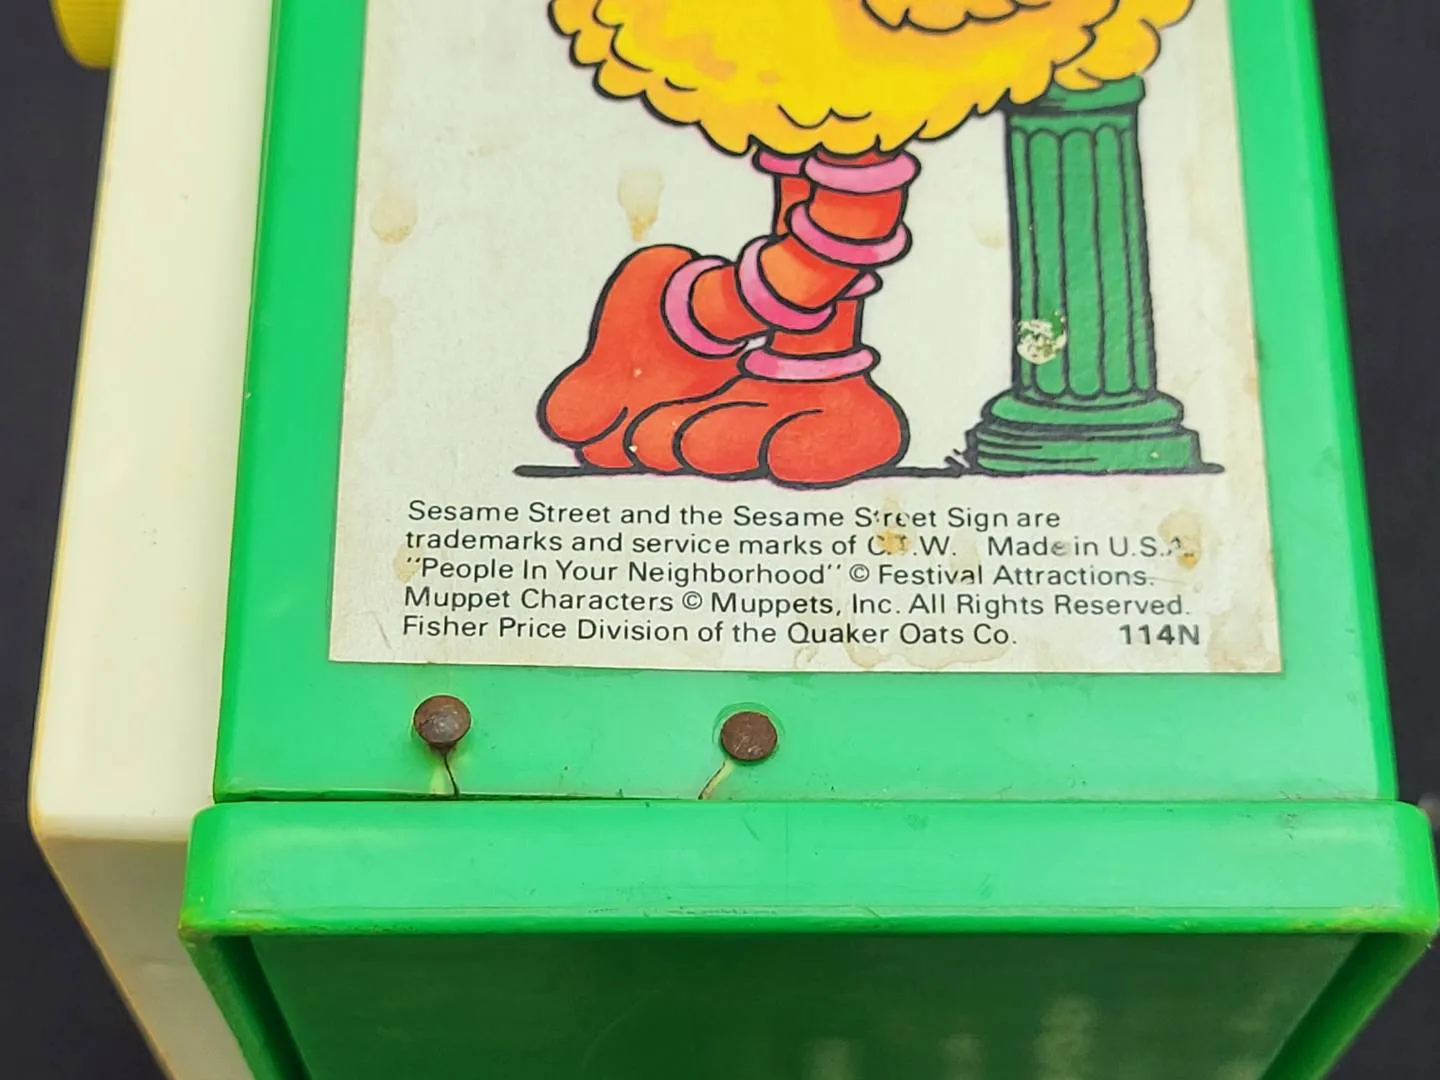 Sesame Street and the Sesame Street Sign are
trademarks and service marks of C.T.W. Made in U.S.A.
"People In Your Neighborhood" © Festival Attractions.
Muppet Characters © Muppets, Inc. All Rights Reserved.
Fisher Price Division of the Quaker Oats Co. 114N